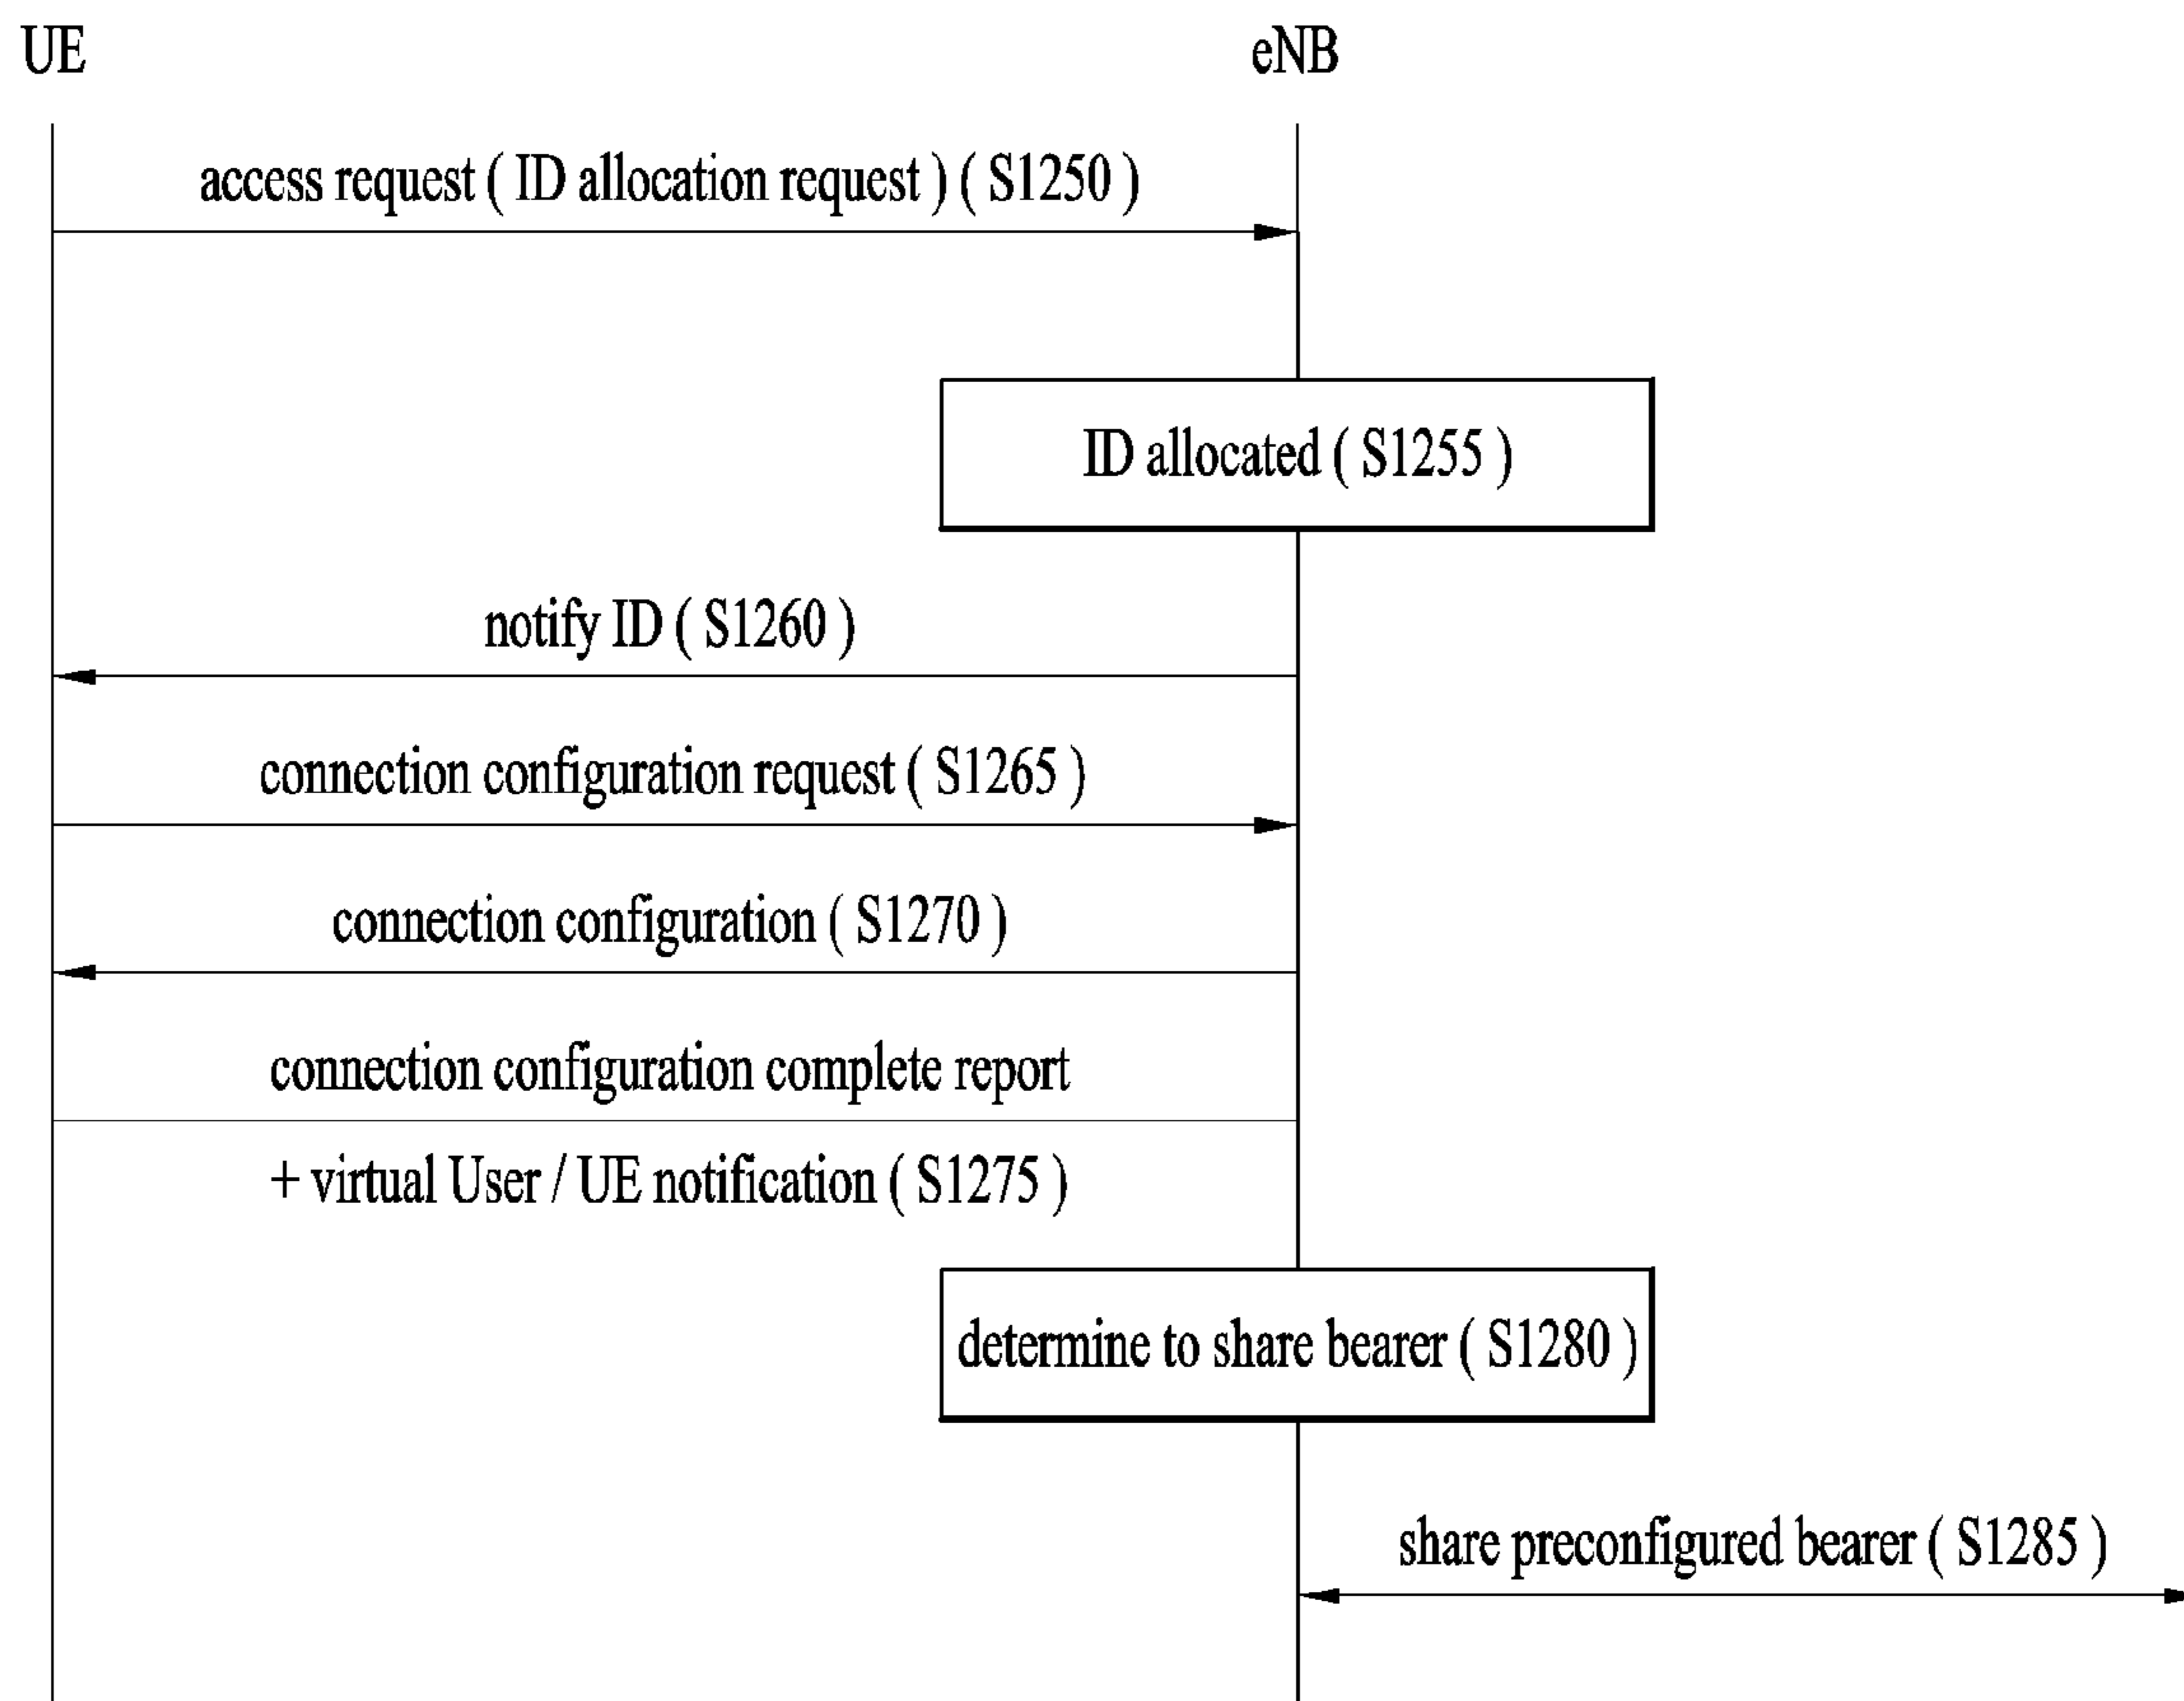 UE
eNB
access request ( ID allocation request ) ( S1250 )
ID allocated ( S1255 )
notify ID ( S1260 )
connection configuration request ( S1265 )
connection configuration ( S1270 )
connection configuration complete report
+ virtual User / UE notification ( S1275 )
determine to share bearer ( S1280 )
share preconfigured bearer ( S1285 )